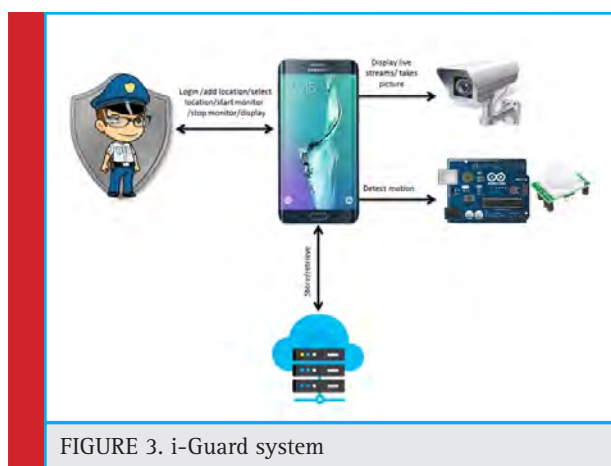 Login /add location/select
location/start monitor
/stop monitor/display
Display live
streams/ takes
picture
Detect motion
Store/retrieve
FIGURE 3. i-Guard system